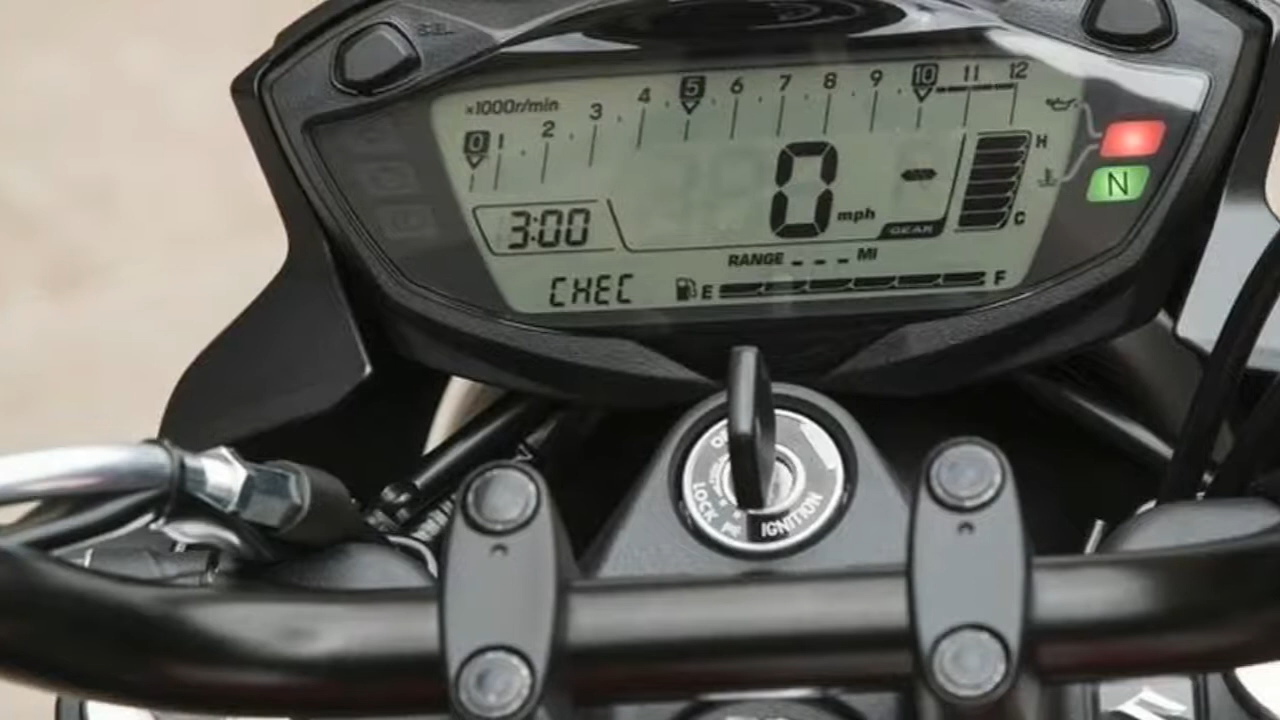 SEL
×1000r/min 0 1 2 3 4 5 6 7 8 9 10 11 12
H
N
0 mph
3:00
GEAR
C
RANGE _ _ _ MI
CHEC E F
LOCK IGNITION